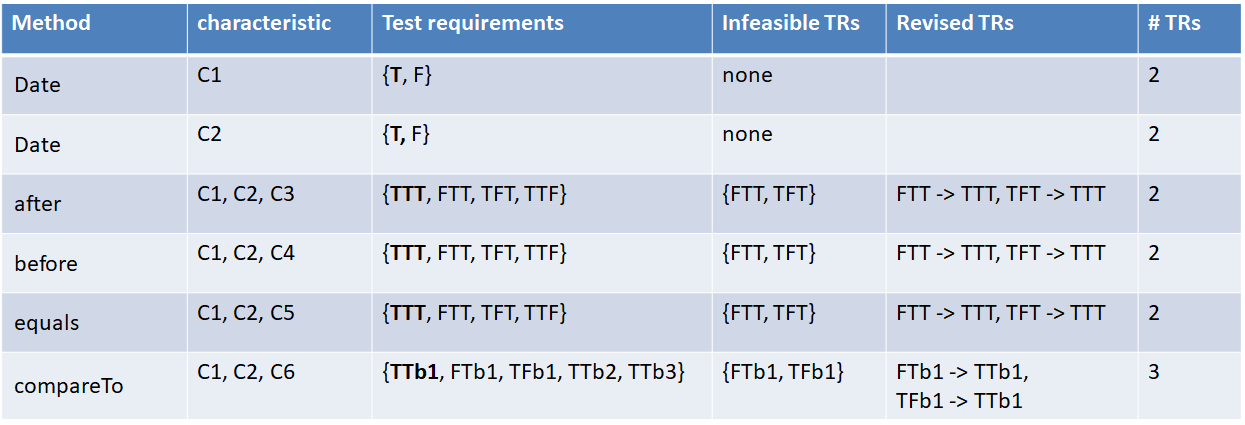 Method characteristic Test requirements Infeasible TRs Revised TRs # TRs
Date C1 {T, F} none 2
Date C2 {T, F} none 2
after C1, C2, C3 {TTT, FTT, TFT, TTF} {FTT, TFT} FTT -> TTT, TFT -> TTT 2
before C1, C2, C4 {TTT, FTT, TFT, TTF} {FTT, TFT} FTT -> TTT, TFT -> TTT 2
equals C1, C2, C5 {TTT, FTT, TFT, TTF} {FTT, TFT} FTT -> TTT, TFT -> TTT 2
compareTo C1, C2, C6 {TTb1, FTb1, TFb1, TTb2, TTb3} {FTb1, TFb1} FTb1 -> TTb1, 3
TFb1 -> TTb1